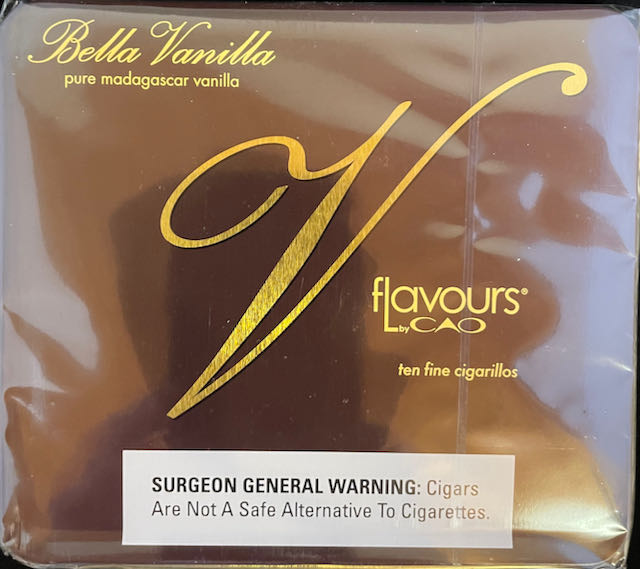 Bella Vanilla
pure madagascar vanilla
V
fLavours®
by CAO
ten fine cigarillos
SURGEON GENERAL WARNING: Cigars
Are Not A Safe Alternative To Cigarettes.